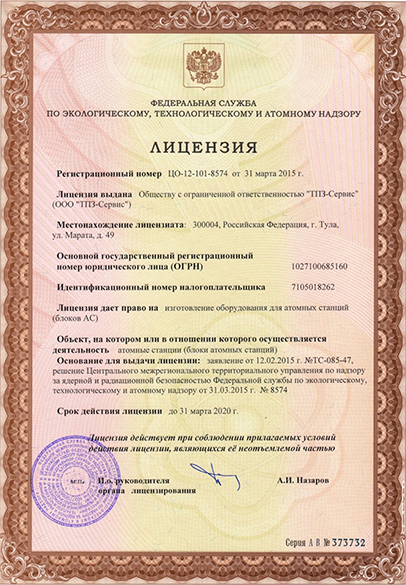 ФЕДЕРАЛЬНАЯ СЛУЖБА
ПО ЭКОЛОГИЧЕСКОМУ, ТЕХНОЛОГИЧЕСКОМУ И АТОМНОМУ НАДЗОРУ
ЛИЦЕНЗИЯ
Регистрационный номер ЦО-12-101-8574 от 31 марта 2015 г.
Лицензия выдана Обществу с ограниченной ответственностью "ТПЗ-Сервис"
(ООО "ТПЗ-Сервис")
Местонахождение лицензиата: 300004, Российская Федерация, г. Тула,
ул. Марата, д. 49
Основной государственный регистрационный
номер юридического лица (ОГРН) 1027100685160
Идентификационный номер налогоплательщика 7105018262
Лицензия дает право на изготовление оборудования для атомных станций
(блоков АС)
Объект, на котором или в отношении которого осуществляется
деятельность атомные станции (блоки атомных станций)
Основание для выдачи лицензии: заявление от 12.02.2015 г. №ТС-085-47,
решение Центрального межрегионального территориального управления по надзору
за ядерной и радиационной безопасностью Федеральной службы по экологическому,
технологическому и атомному надзору от 31.03.2015 г. № 8574
Срок действия лицензии до 31 марта 2020 г.
Лицензия действует при соблюдении прилагаемых условий
действия лицензии, являющихся её неотъемлемой частью
И.о. руководителя А.И. Назаров
органа лицензирования
Серия А В № 373732